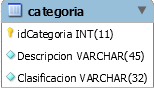 categoria
idCategoria INT(11)
Descripcion VARCHAR(45)
Clasificacion VARCHAR(32)